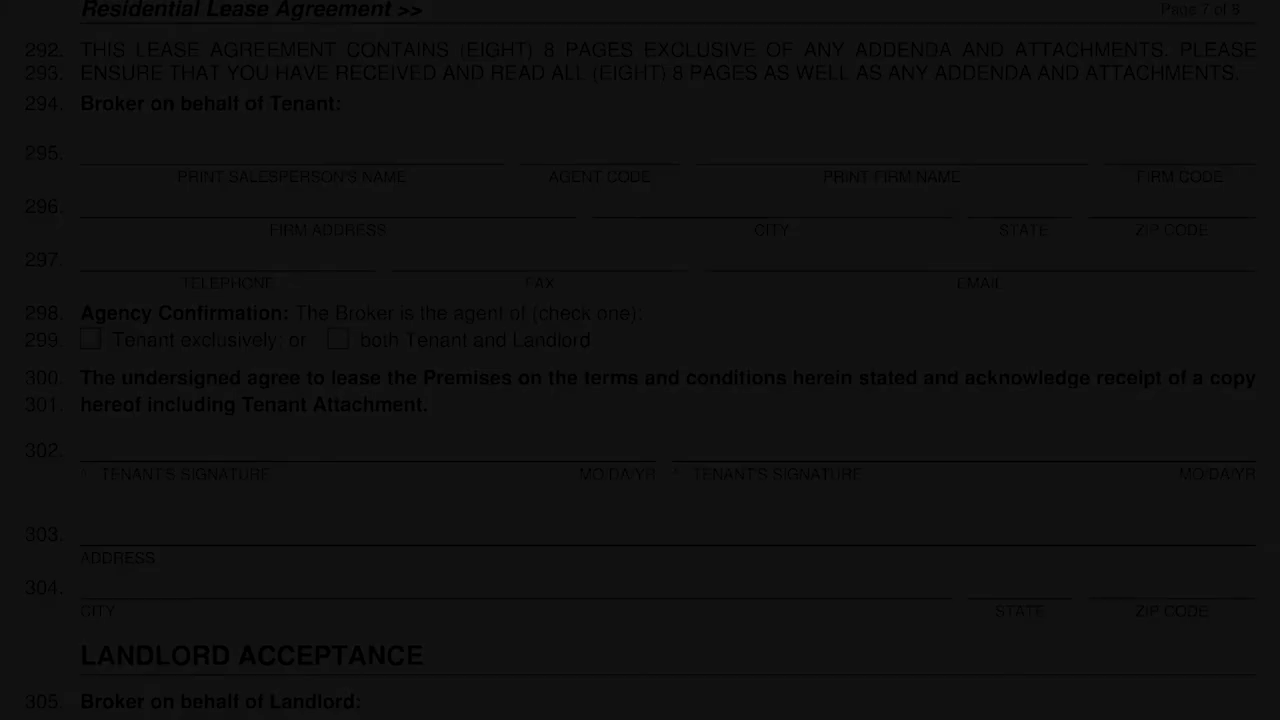 Residential Lease Agreement >> Page 7 of 8
292. THIS LEASE AGREEMENT CONTAINS (EIGHT) 8 PAGES EXCLUSIVE OF ANY ADDENDA AND ATTACHMENTS. PLEASE
293. ENSURE THAT YOU HAVE RECEIVED AND READ ALL (EIGHT) 8 PAGES AS WELL AS ANY ADDENDA AND ATTACHMENTS.
294. Broker on behalf of Tenant:
295.
PRINT SALESPERSON'S NAME AGENT CODE PRINT FIRM NAME FIRM CODE
296.
FIRM ADDRESS CITY STATE ZIP CODE
297.
TELEPHONE FAX EMAIL
298. Agency Confirmation: The Broker is the agent of (check one):
299. Tenant exclusively; or both Tenant and Landlord
300. The undersigned agree to lease the Premises on the terms and conditions herein stated and acknowledge receipt of a copy
301. hereof including Tenant Attachment.
302.
^ TENANT'S SIGNATURE MO/DA/YR ^ TENANT'S SIGNATURE MO/DA/YR
303.
ADDRESS
304.
CITY STATE ZIP CODE
LANDLORD ACCEPTANCE
305. Broker on behalf of Landlord: